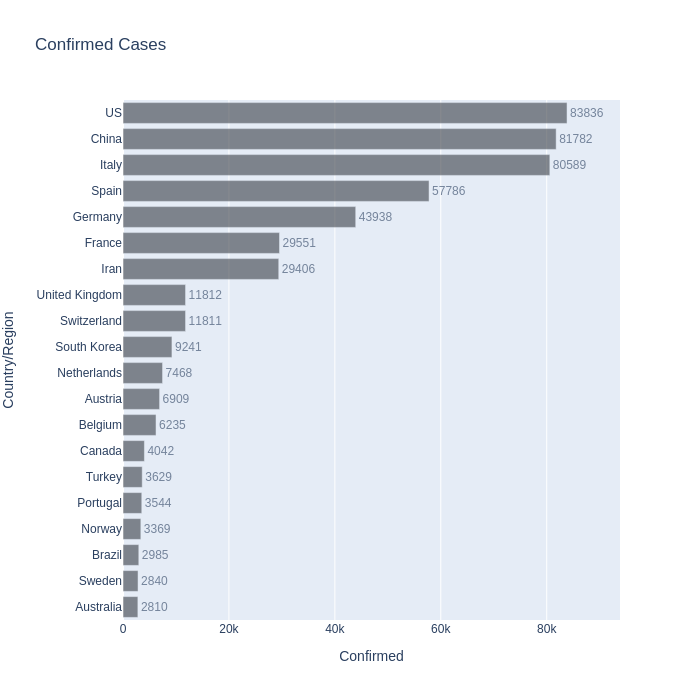 Confirmed Cases
US 83836
China 81782
Italy 80589
Spain 57786
Germany 43938
France 29551
Iran 29406
United Kingdom 11812
Switzerland 11811
South Korea 9241
Netherlands 7468
Austria 6909
Belgium 6235
Canada 4042
Turkey 3629
Portugal 3544
Norway 3369
Brazil 2985
Sweden 2840
Australia 2810
0 20k 40k 60k 80k
Confirmed
Country/Region